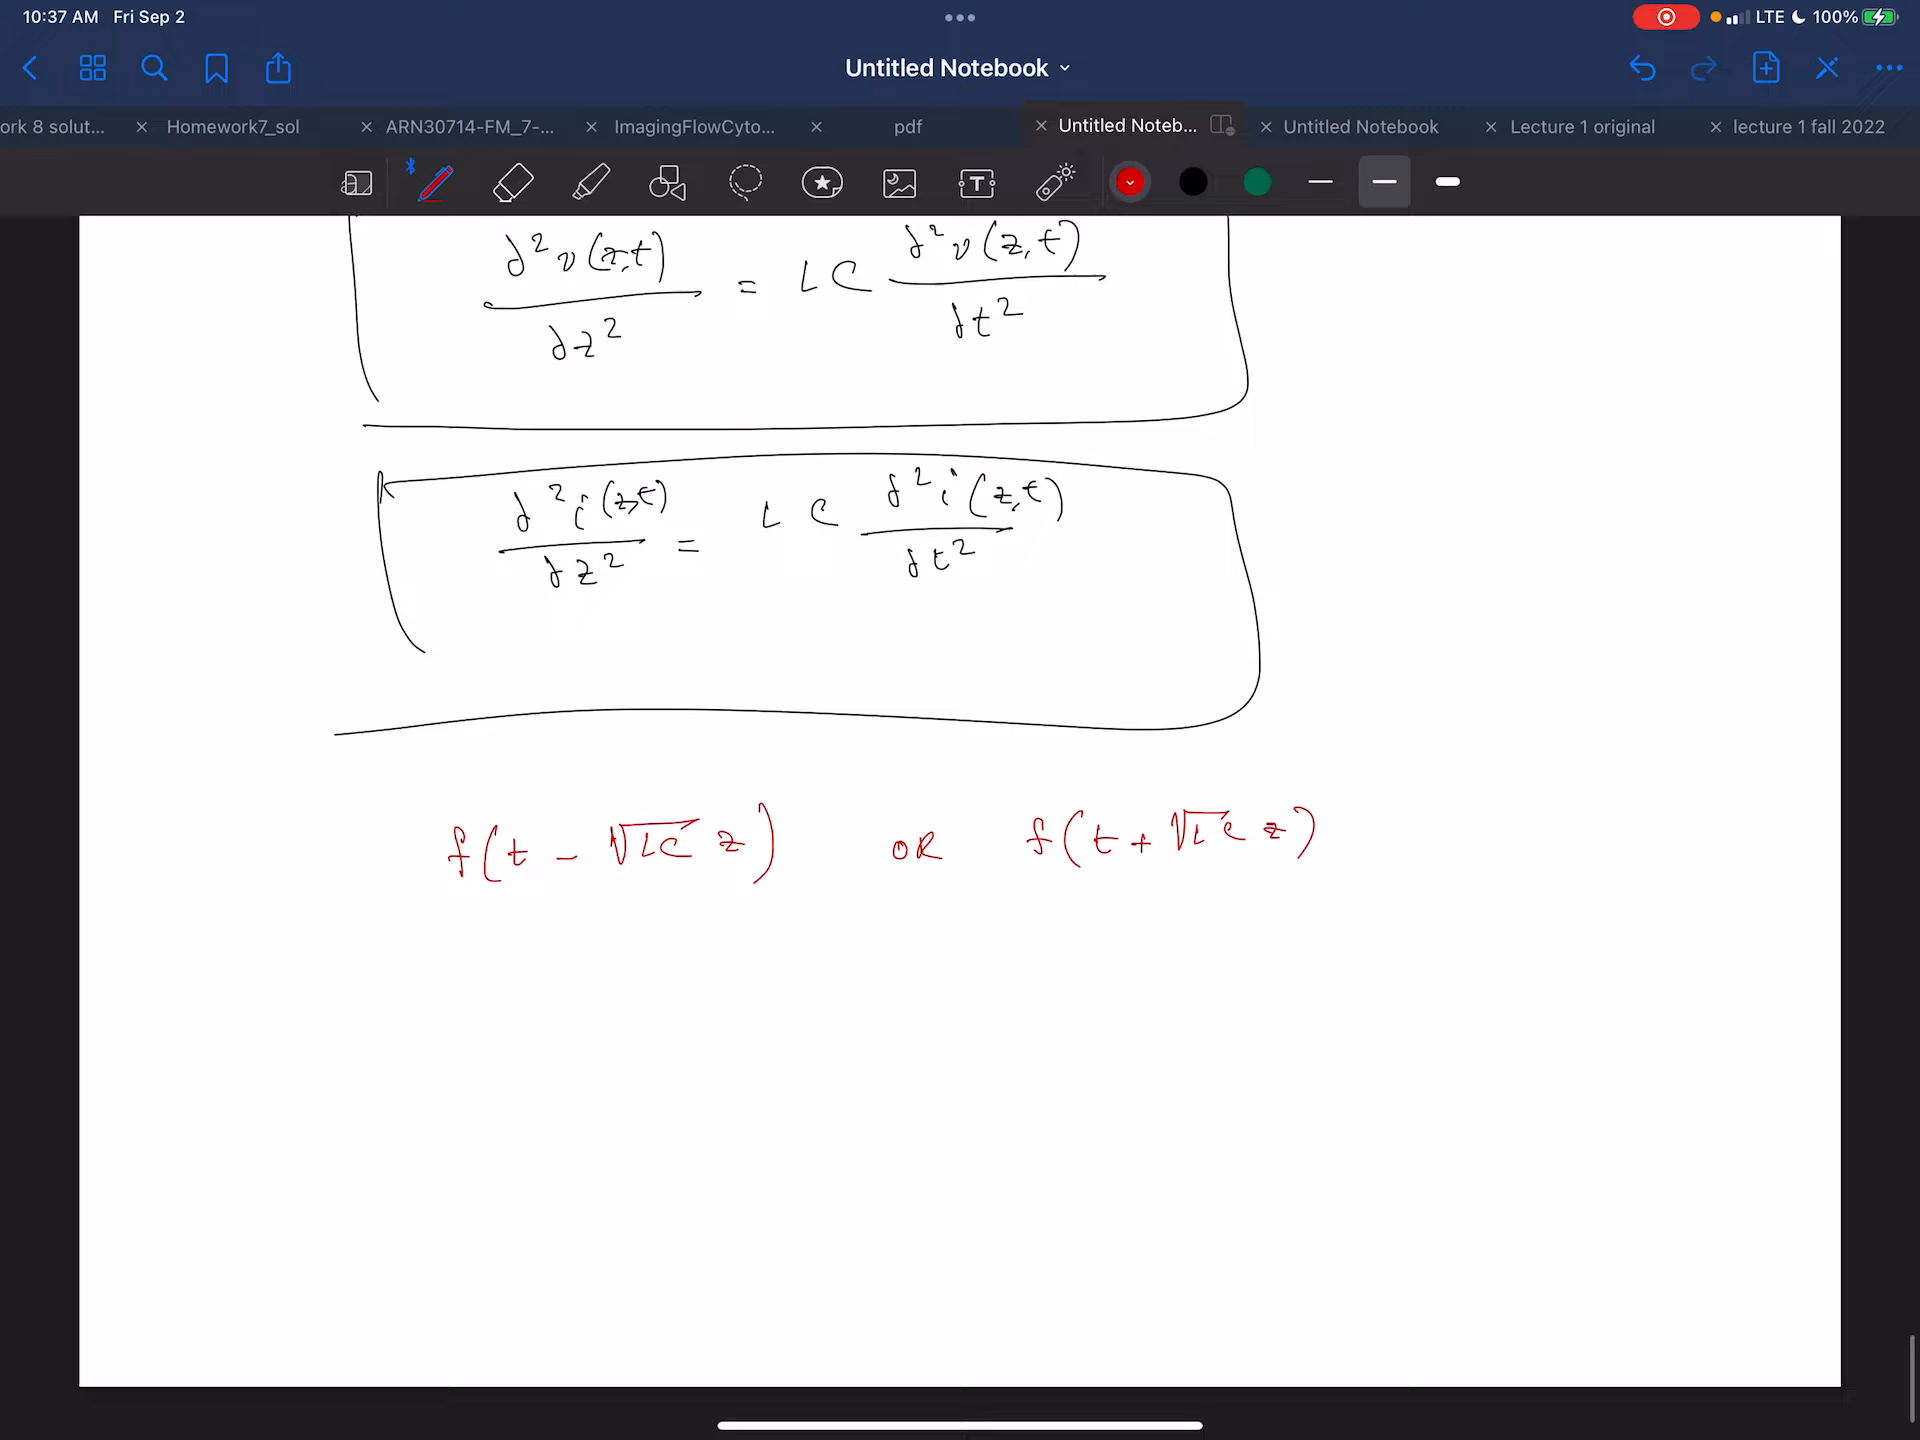 10:37 AM Fri Sep 2
LTE 100%
Untitled Notebook
ork 8 solut... Homework7_sol ARN30714-FM_7-... ImagingFlowCyto... pdf Untitled Noteb... Untitled Notebook Lecture 1 original lecture 1 fall 2022
∂²v(z,t)/∂z² = LC ∂²v(z,t)/∂t²
∂²i(z,t)/∂z² = LC ∂²i(z,t)/∂t²
f(t - √LC z) OR f(t + √LC z)